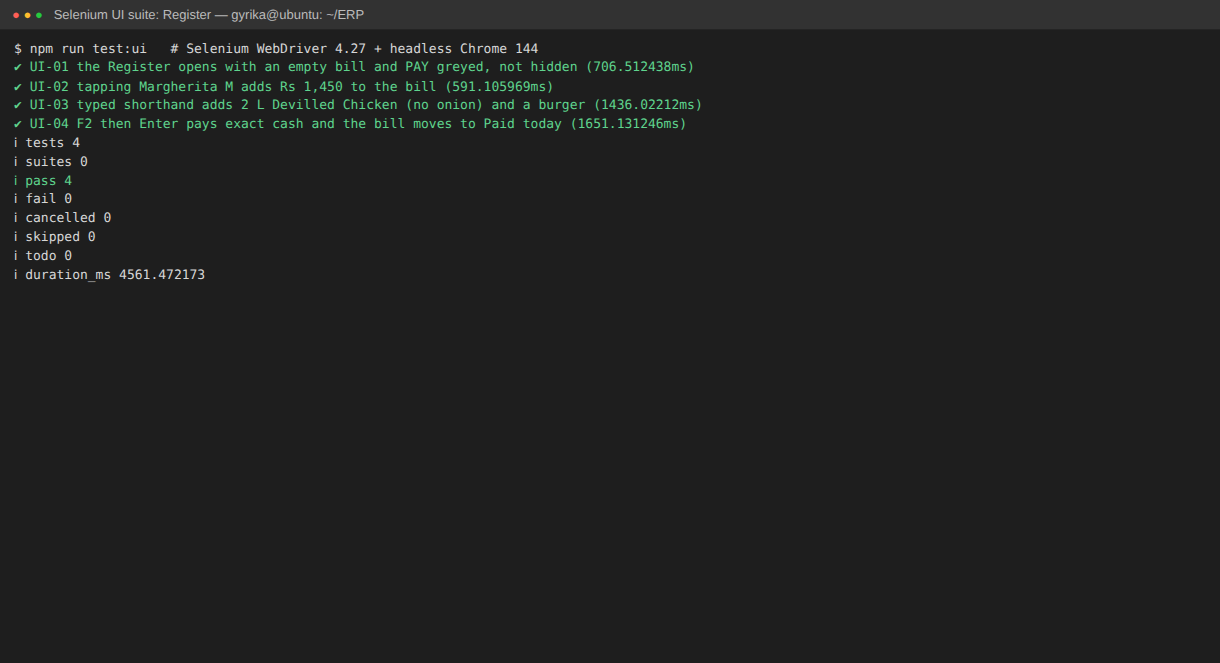 Selenium UI suite: Register — gyrika@ubuntu: ~/ERP
$ npm run test:ui   # Selenium WebDriver 4.27 + headless Chrome 144
✔ UI-01 the Register opens with an empty bill and PAY greyed, not hidden (706.512438ms)
✔ UI-02 tapping Margherita M adds Rs 1,450 to the bill (591.105969ms)
✔ UI-03 typed shorthand adds 2 L Devilled Chicken (no onion) and a burger (1436.02212ms)
✔ UI-04 F2 then Enter pays exact cash and the bill moves to Paid today (1651.131246ms)
ℹ tests 4
ℹ suites 0
ℹ pass 4
ℹ fail 0
ℹ cancelled 0
ℹ skipped 0
ℹ todo 0
ℹ duration_ms 4561.472173